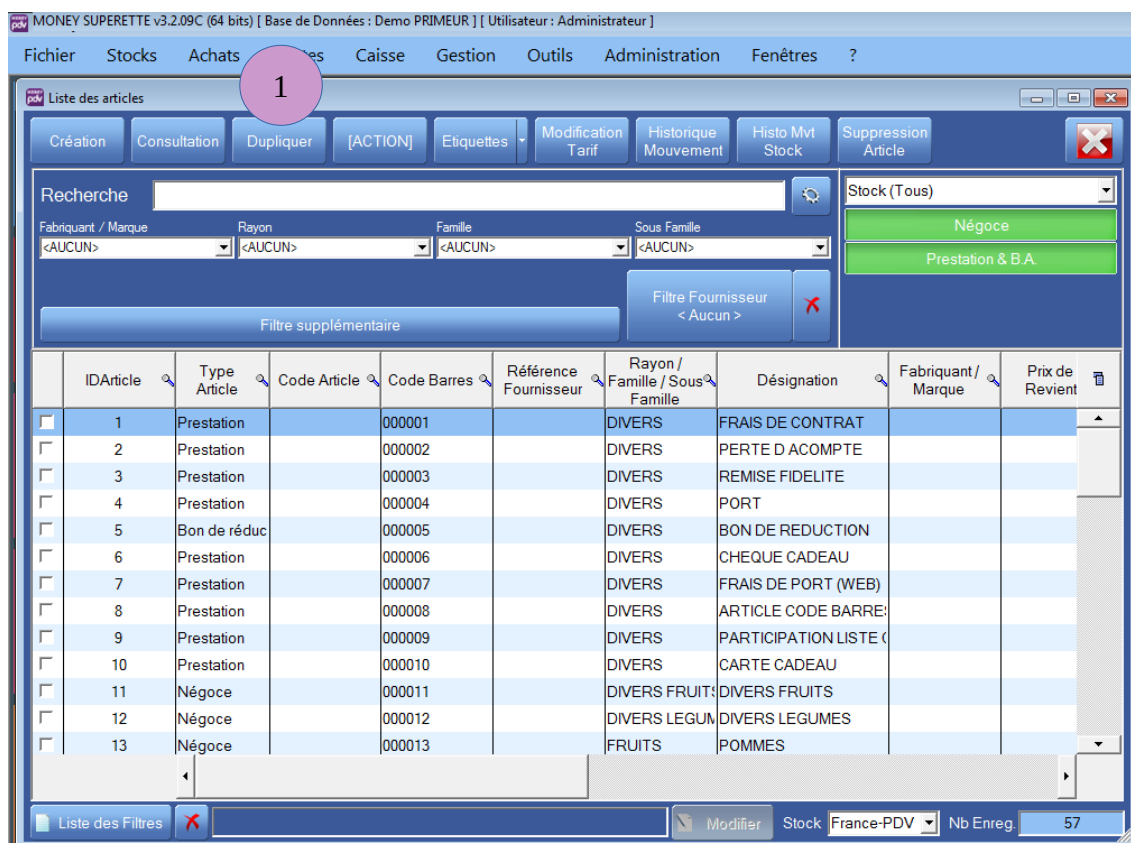 MONEY SUPERETTE v3.2.09C (64 bits) [ Base de Données : Demo PRIMEUR ] [ Utilisateur : Administrateur ]
Fichier Stocks Achats Caisse Gestion Outils Administration Fenêtres ?
1
Liste des articles
Création Consultation Dupliquer [ACTION] Etiquettes Modification Tarif Historique Mouvement Histo Mvt Stock Suppression Article
Recherche Stock (Tous)
Fabriquant / Marque Rayon Famille Sous Famille Négoce
<AUCUN> <AUCUN> <AUCUN> <AUCUN>
Prestation & B.A.
Filtre Fournisseur
< Aucun >
Filtre supplémentaire
IDArticle Type Article Code Article Code Barres Référence Fournisseur Rayon / Famille / Sous Famille Désignation Fabriquant / Marque Prix de Revient
1 Prestation 000001 DIVERS FRAIS DE CONTRAT
2 Prestation 000002 DIVERS PERTE D ACOMPTE
3 Prestation 000003 DIVERS REMISE FIDELITE
4 Prestation 000004 DIVERS PORT
5 Bon de réduc 000005 DIVERS BON DE REDUCTION
6 Prestation 000006 DIVERS CHEQUE CADEAU
7 Prestation 000007 DIVERS FRAIS DE PORT (WEB)
8 Prestation 000008 DIVERS ARTICLE CODE BARRE
9 Prestation 000009 DIVERS PARTICIPATION LISTE
10 Prestation 000010 DIVERS CARTE CADEAU
11 Négoce 000011 DIVERS FRUIT DIVERS FRUITS
12 Négoce 000012 DIVERS LEGUM DIVERS LEGUMES
13 Négoce 000013 FRUITS POMMES
Liste des Filtres Modifier Stock France-PDV Nb Enreg. 57